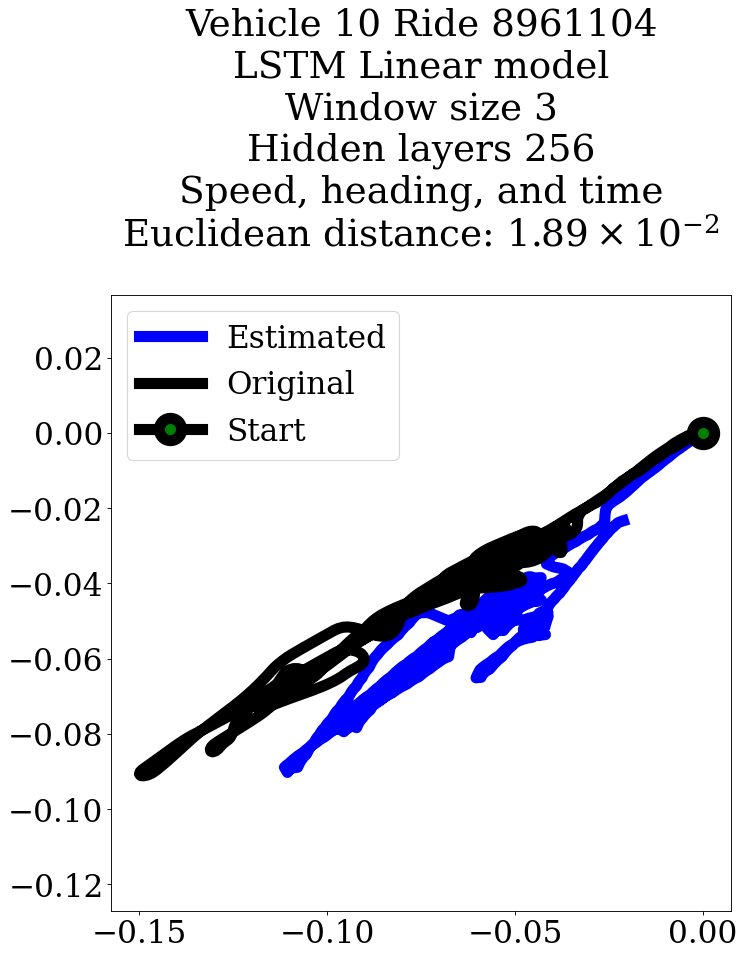 Vehicle 10 Ride 8961104
LSTM Linear model
Window size 3
Hidden layers 256
Speed, heading, and time
Euclidean distance: 1.89 × 10⁻²
Estimated
Original
Start
0.02
0.00
−0.02
−0.04
−0.06
−0.08
−0.10
−0.12
−0.15 −0.10 −0.05 0.00